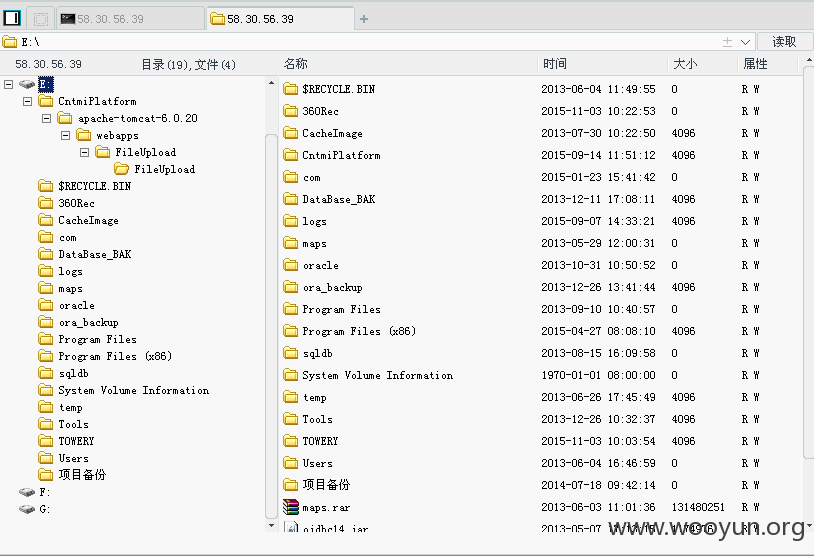 58.30.56.39 58.30.56.39
E:\ 读取
58.30.56.39 目录(19),文件(4) 名称 时间 大小 属性
E:
CntmiPlatform
apache-tomcat-6.0.20
webapps
FileUpload
FileUpload
$RECYCLE.BIN
360Rec
CacheImage
com
DataBase_BAK
logs
maps
oracle
ora_backup
Program Files
Program Files (x86)
sqldb
System Volume Information
temp
Tools
TOWERY
Users
项目备份
F:
G:
$RECYCLE.BIN 2013-06-04 11:49:55 0 R W
360Rec 2015-11-03 10:22:53 0 R W
CacheImage 2013-07-30 10:22:50 4096 R W
CntmiPlatform 2015-09-14 11:51:12 4096 R W
com 2015-01-23 15:41:42 0 R W
DataBase_BAK 2013-12-11 17:08:11 4096 R W
logs 2015-09-07 14:33:21 4096 R W
maps 2013-05-29 12:00:31 0 R W
oracle 2013-10-31 10:50:52 0 R W
ora_backup 2013-12-26 13:41:44 4096 R W
Program Files 2013-09-10 10:40:57 0 R W
Program Files (x86) 2015-04-27 08:08:10 4096 R W
sqldb 2013-08-15 16:09:58 0 R W
System Volume Information 1970-01-01 08:00:00 0 R W
temp 2013-06-26 17:45:49 4096 R W
Tools 2013-12-26 10:32:37 4096 R W
TOWERY 2015-11-03 10:03:54 4096 R W
Users 2013-06-04 16:46:59 0 R W
项目备份 2014-07-18 09:42:14 0 R W
maps.rar 2013-06-03 11:01:36 131480251 R W
ojdbc14.jar 2013-05-07 R W
www.wooyun.org